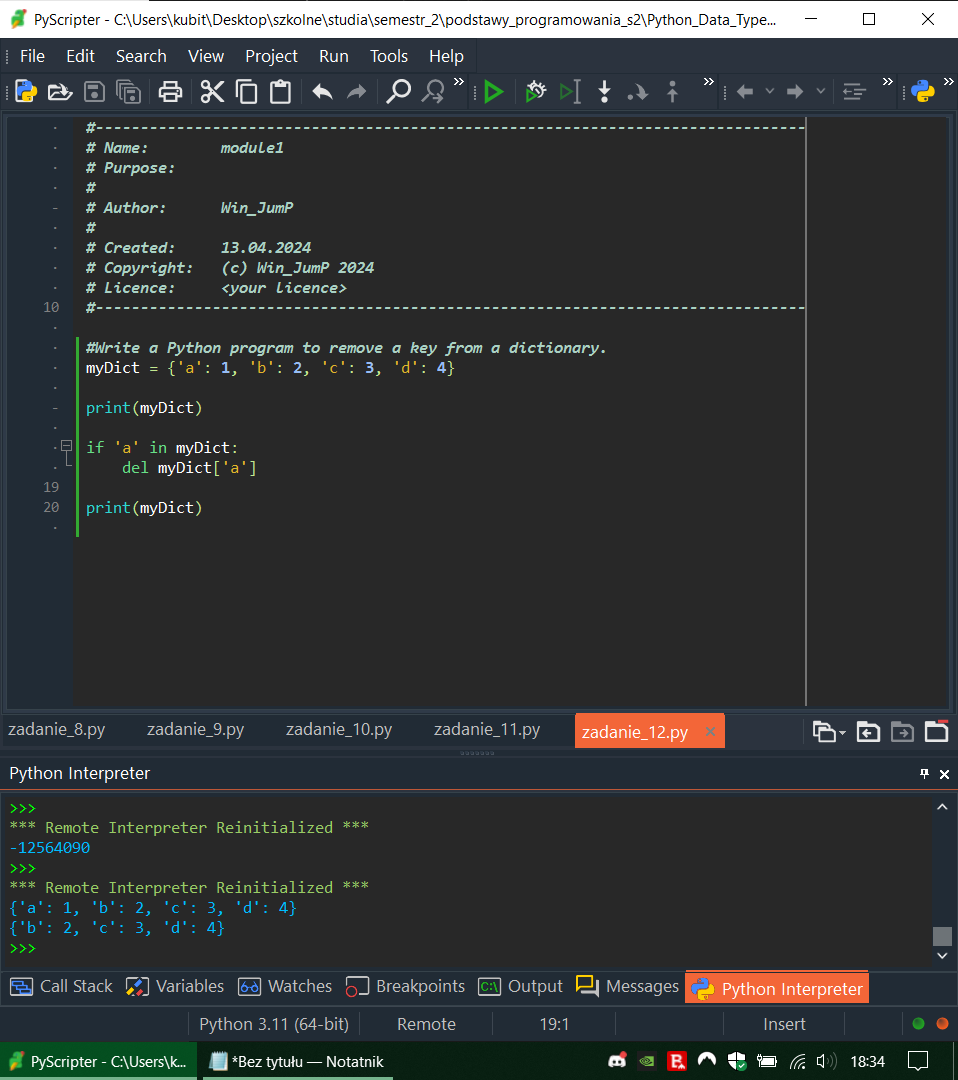 PyScripter - C:\Users\kubit\Desktop\szkolne\studia\semestr_2\podstawy_programowania_s2\Python_Data_Type...
File Edit Search View Project Run Tools Help
#------------------------------------------------------------------------------
# Name:        module1
# Purpose:
#
# Author:      Win_JumP
#
# Created:     13.04.2024
# Copyright:   (c) Win_JumP 2024
# Licence:     <your licence>
10 #------------------------------------------------------------------------------
#Write a Python program to remove a key from a dictionary.
myDict = {'a': 1, 'b': 2, 'c': 3, 'd': 4}
print(myDict)
if 'a' in myDict:
    del myDict['a']
19
20 print(myDict)
zadanie_8.py zadanie_9.py zadanie_10.py zadanie_11.py zadanie_12.py
Python Interpreter
>>>
*** Remote Interpreter Reinitialized ***
-12564090
>>>
*** Remote Interpreter Reinitialized ***
{'a': 1, 'b': 2, 'c': 3, 'd': 4}
{'b': 2, 'c': 3, 'd': 4}
>>>
Call Stack Variables Watches Breakpoints Output Messages Python Interpreter
Python 3.11 (64-bit) Remote 19:1 Insert
PyScripter - C:\Users\k... *Bez tytułu — Notatnik 18:34